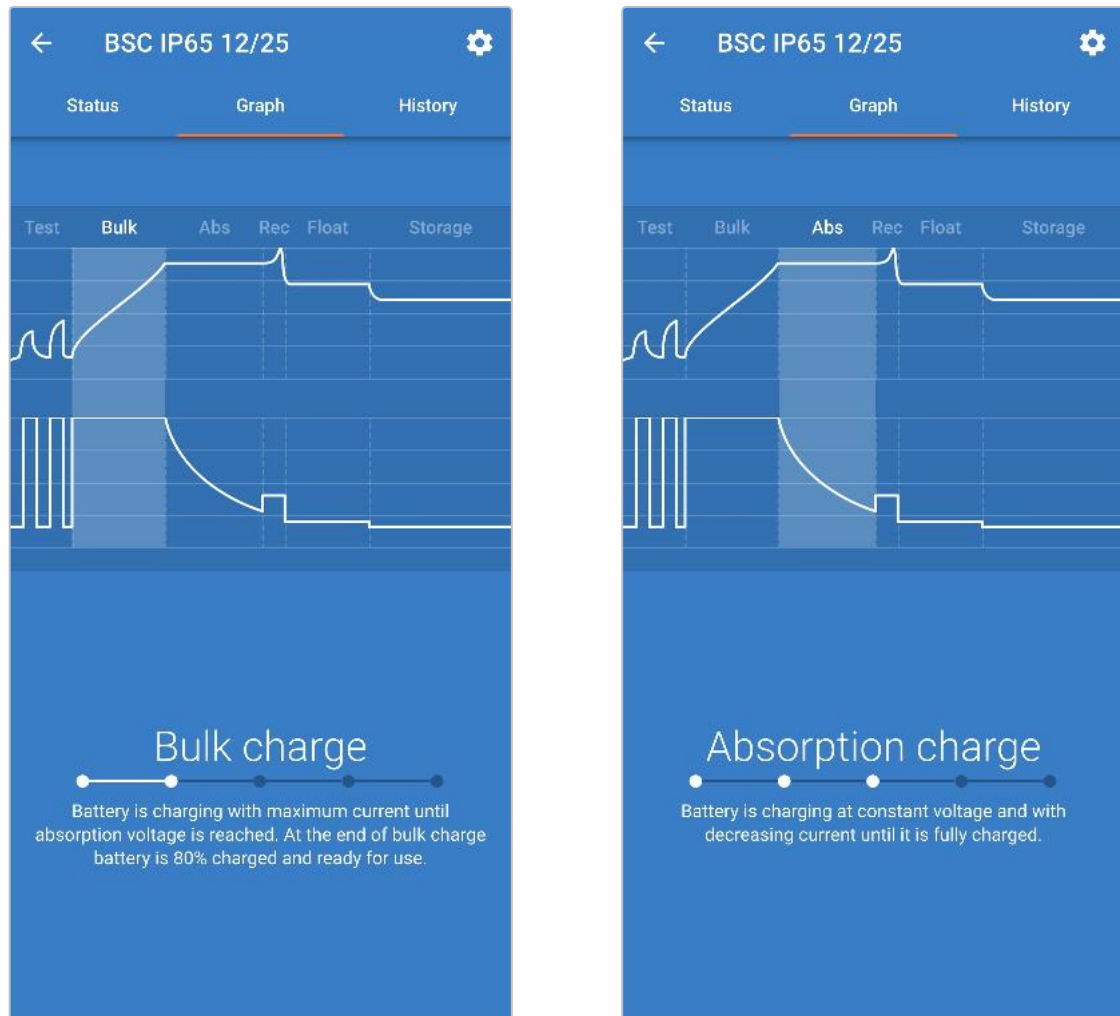 BSC IP65 12/25
Status Graph History
Test Bulk Abs Rec Float Storage
Bulk charge
Battery is charging with maximum current until
absorption voltage is reached. At the end of bulk charge
battery is 80% charged and ready for use.
BSC IP65 12/25
Status Graph History
Test Bulk Abs Rec Float Storage
Absorption charge
Battery is charging at constant voltage and with
decreasing current until it is fully charged.